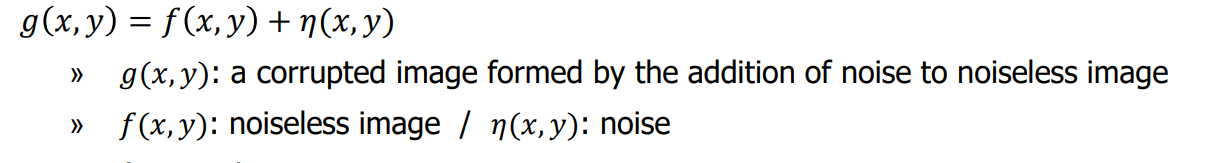 g(x, y) = f(x, y) + η(x, y)
» g(x, y): a corrupted image formed by the addition of noise to noiseless image
» f(x, y): noiseless image / η(x, y): noise